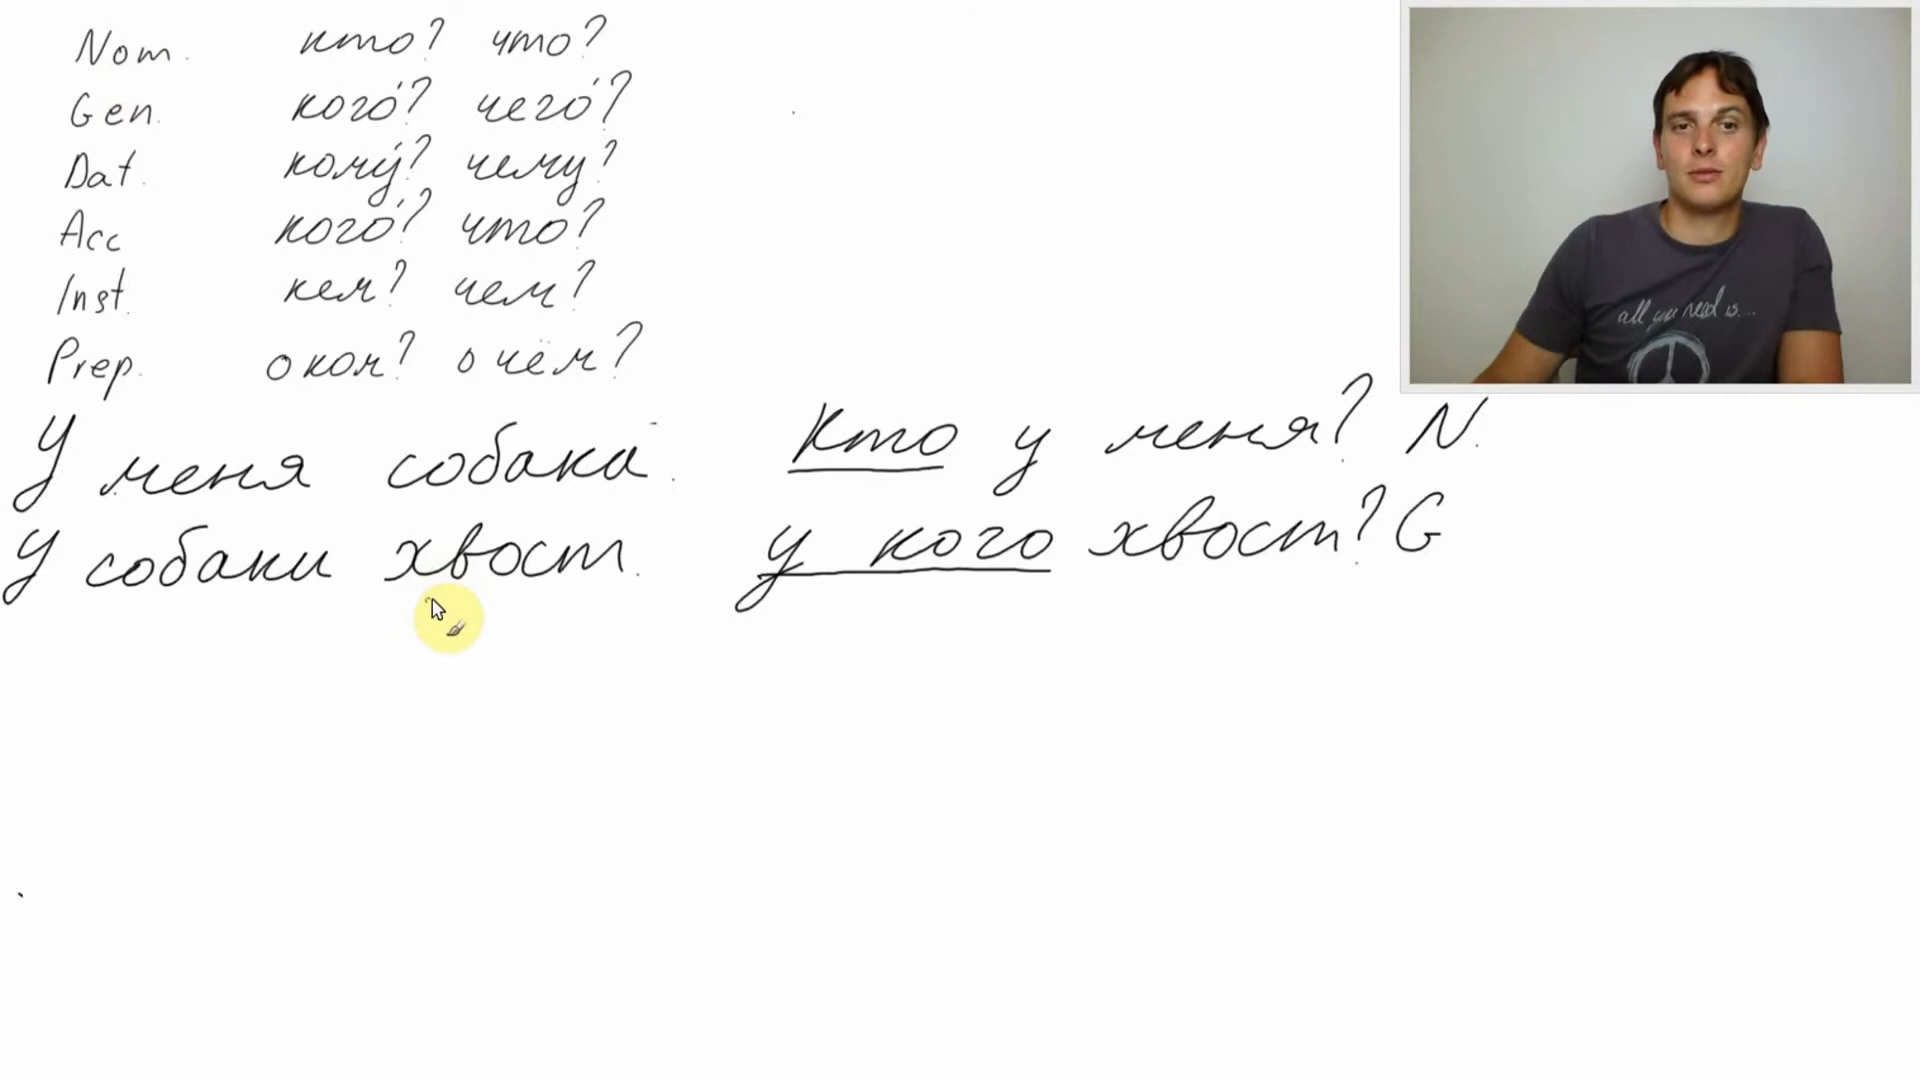 Nom. кто? что?
Gen. кого́? чего́?
Dat. кому́? чему?
Acc кого́? что?
Inst. кем? чем?
Prep. о ком? о чём?
all you need is....
У меня собака. Кто у меня? N.
У собаки хвост. у кого хвост? G